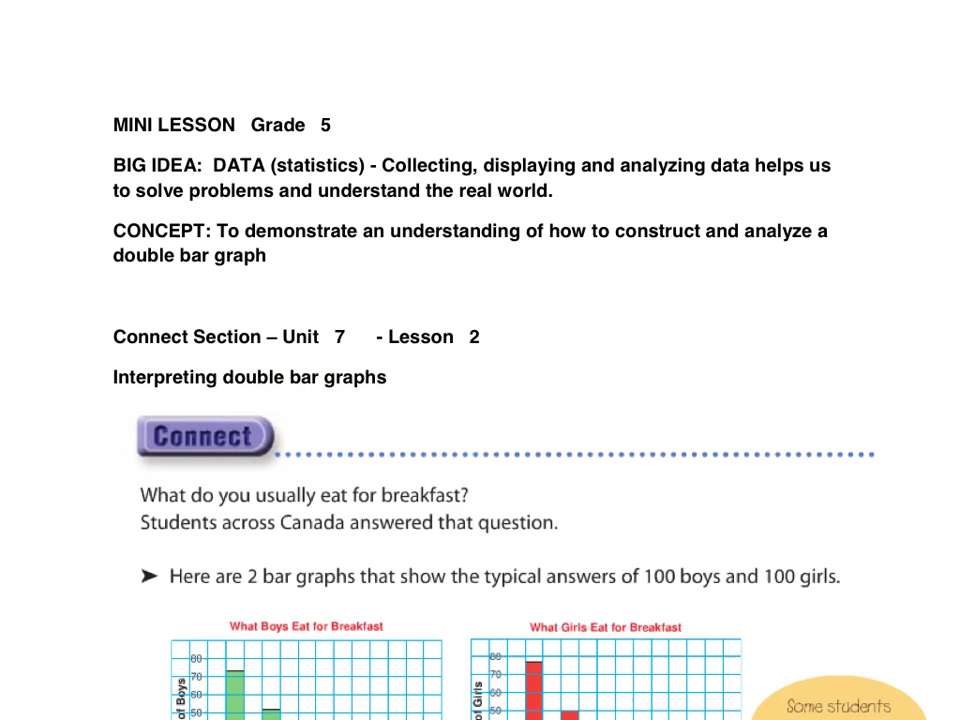 MINI LESSON Grade 5
BIG IDEA: DATA (statistics) - Collecting, displaying and analyzing data helps us
to solve problems and understand the real world.
CONCEPT: To demonstrate an understanding of how to construct and analyze a
double bar graph
Connect Section – Unit 7 - Lesson 2
Interpreting double bar graphs
Connect
What do you usually eat for breakfast?
Students across Canada answered that question.
➤ Here are 2 bar graphs that show the typical answers of 100 boys and 100 girls.
What Boys Eat for Breakfast
80
70
60
50
of Boys
What Girls Eat for Breakfast
80
70
60
50
of Girls
Some students